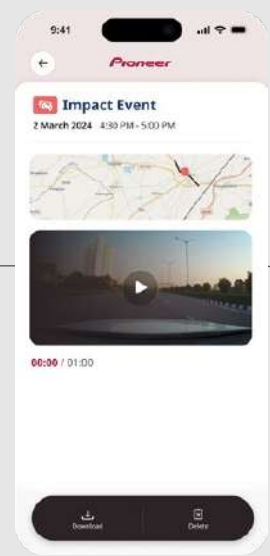 9:41
Pioneer
Impact Event
2 March 2024 4:30 PM - 5:00 PM
00:00 / 01:00
Download
Delete